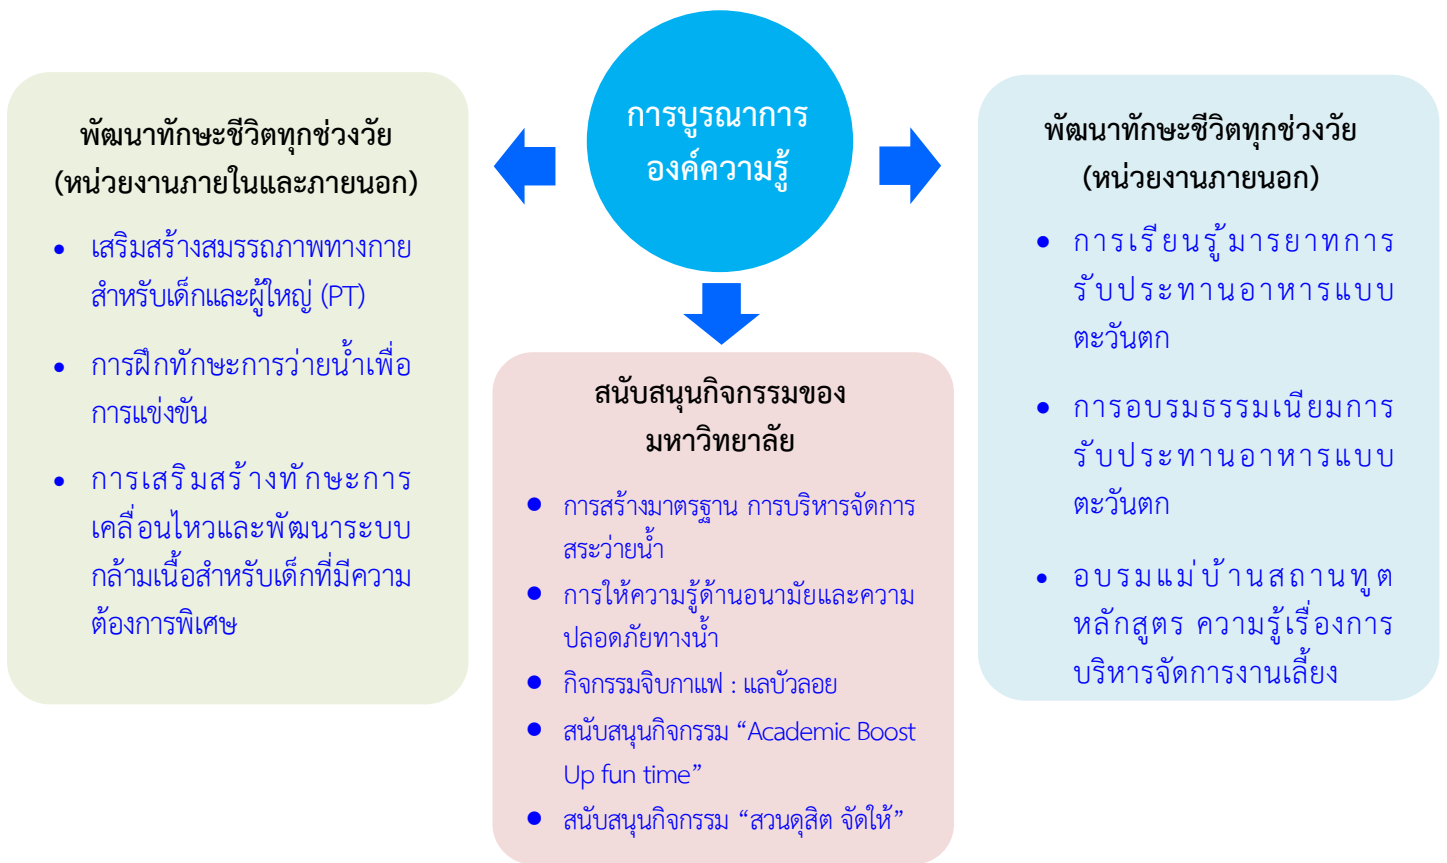 การบูรณาการ
องค์ความรู้
พัฒนาทักษะชีวิตทุกช่วงวัย
(หน่วยงานภายในและภายนอก)
• เสริมสร้างสมรรถภาพทางกาย
สำหรับเด็กและผู้ใหญ่ (PT)
• การฝึกทักษะการว่ายน้ำเพื่อ
การแข่งขัน
• การเสริมสร้างทักษะการ
เคลื่อนไหวและพัฒนาระบบ
กล้ามเนื้อสำหรับเด็กที่มีความ
ต้องการพิเศษ
สนับสนุนกิจกรรมของ
มหาวิทยาลัย
• การสร้างมาตรฐาน การบริหารจัดการ
สระว่ายน้ำ
• การให้ความรู้ด้านอนามัยและความ
ปลอดภัยทางน้ำ
• กิจกรรมจิบกาแฟ : แลบัวลอย
• สนับสนุนกิจกรรม “Academic Boost
Up fun time”
• สนับสนุนกิจกรรม “สวนดุสิต จัดให้”
พัฒนาทักษะชีวิตทุกช่วงวัย
(หน่วยงานภายนอก)
• การเรียนรู้มารยาทการ
รับประทานอาหารแบบ
ตะวันตก
• การอบรมธรรมเนียมการ
รับประทานอาหารแบบ
ตะวันตก
• อบรมแม่บ้านสถานทูต
หลักสูตร ความรู้เรื่องการ
บริหารจัดการงานเลี้ยง